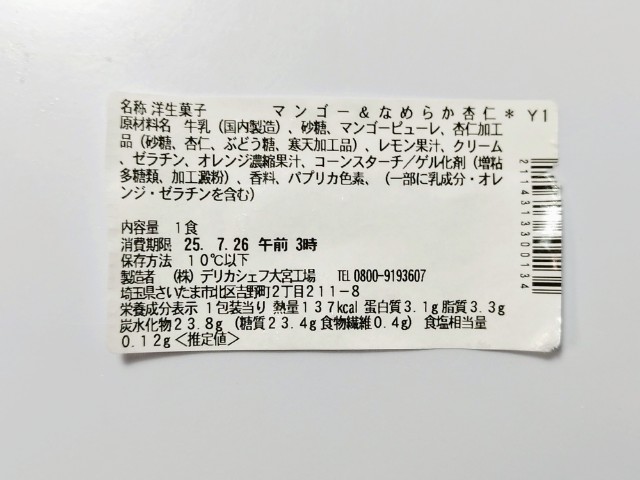 名称 洋生菓子 マンゴー&なめらか杏仁* Y1
原材料名 牛乳(国内製造)、砂糖、マンゴーピューレ、杏仁加工
品(砂糖、杏仁、ぶどう糖、寒天加工品)、レモン果汁、クリーム
、ゼラチン、オレンジ濃縮果汁、コーンスターチ/ゲル化剤(増粘
多糖類、加工澱粉)、香料、パプリカ色素、(一部に乳成分・オレ
ンジ・ゼラチンを含む)
内容量 1食
消費期限 25. 7.26 午前 3時
保存方法 10℃以下
製造者 (株)デリカシェフ大宮工場 TEL 0800-9193607
埼玉県さいたま市北区吉野町2丁目211-8
栄養成分表示 1包装当り 熱量137kcal 蛋白質3.1g 脂質3.3g
炭水化物23.8g (糖質23.4g 食物繊維0.4g) 食塩相当量
0.12g<推定値>
2114313300134